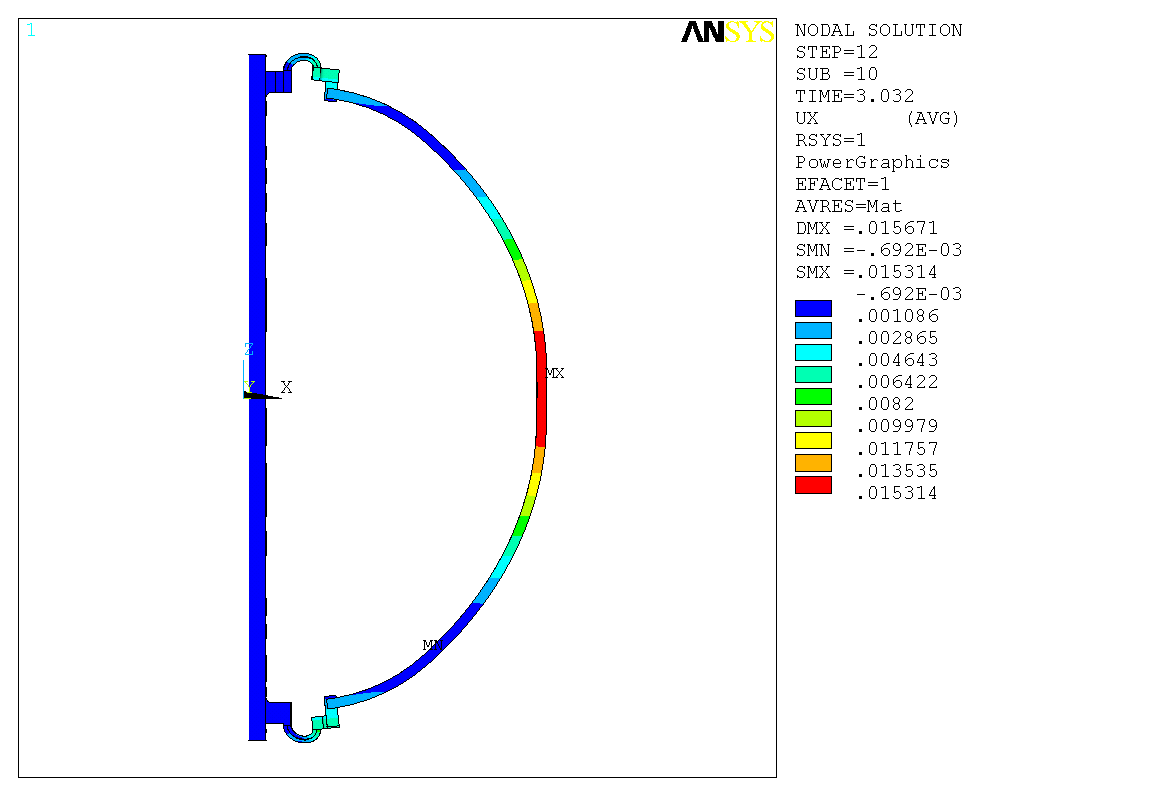 1
ANSYS
NODAL SOLUTION
STEP=12
SUB =10
TIME=3.032
UX (AVG)
RSYS=1
PowerGraphics
EFACET=1
AVRES=Mat
DMX =.015671
SMN =-.692E-03
SMX =.015314
-.692E-03
.001086
.002865
.004643
.006422
.0082
.009979
.011757
.013535
.015314
Z
Y
X
MX
MN